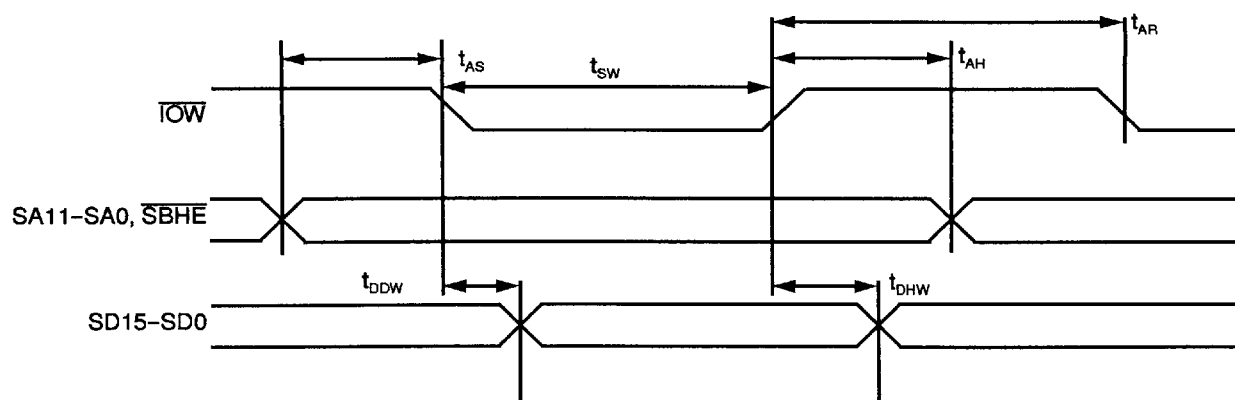 tAR
tAS
tSW
tAH
IOW
SA11–SA0, SBHE
tDDW
tDHW
SD15–SD0